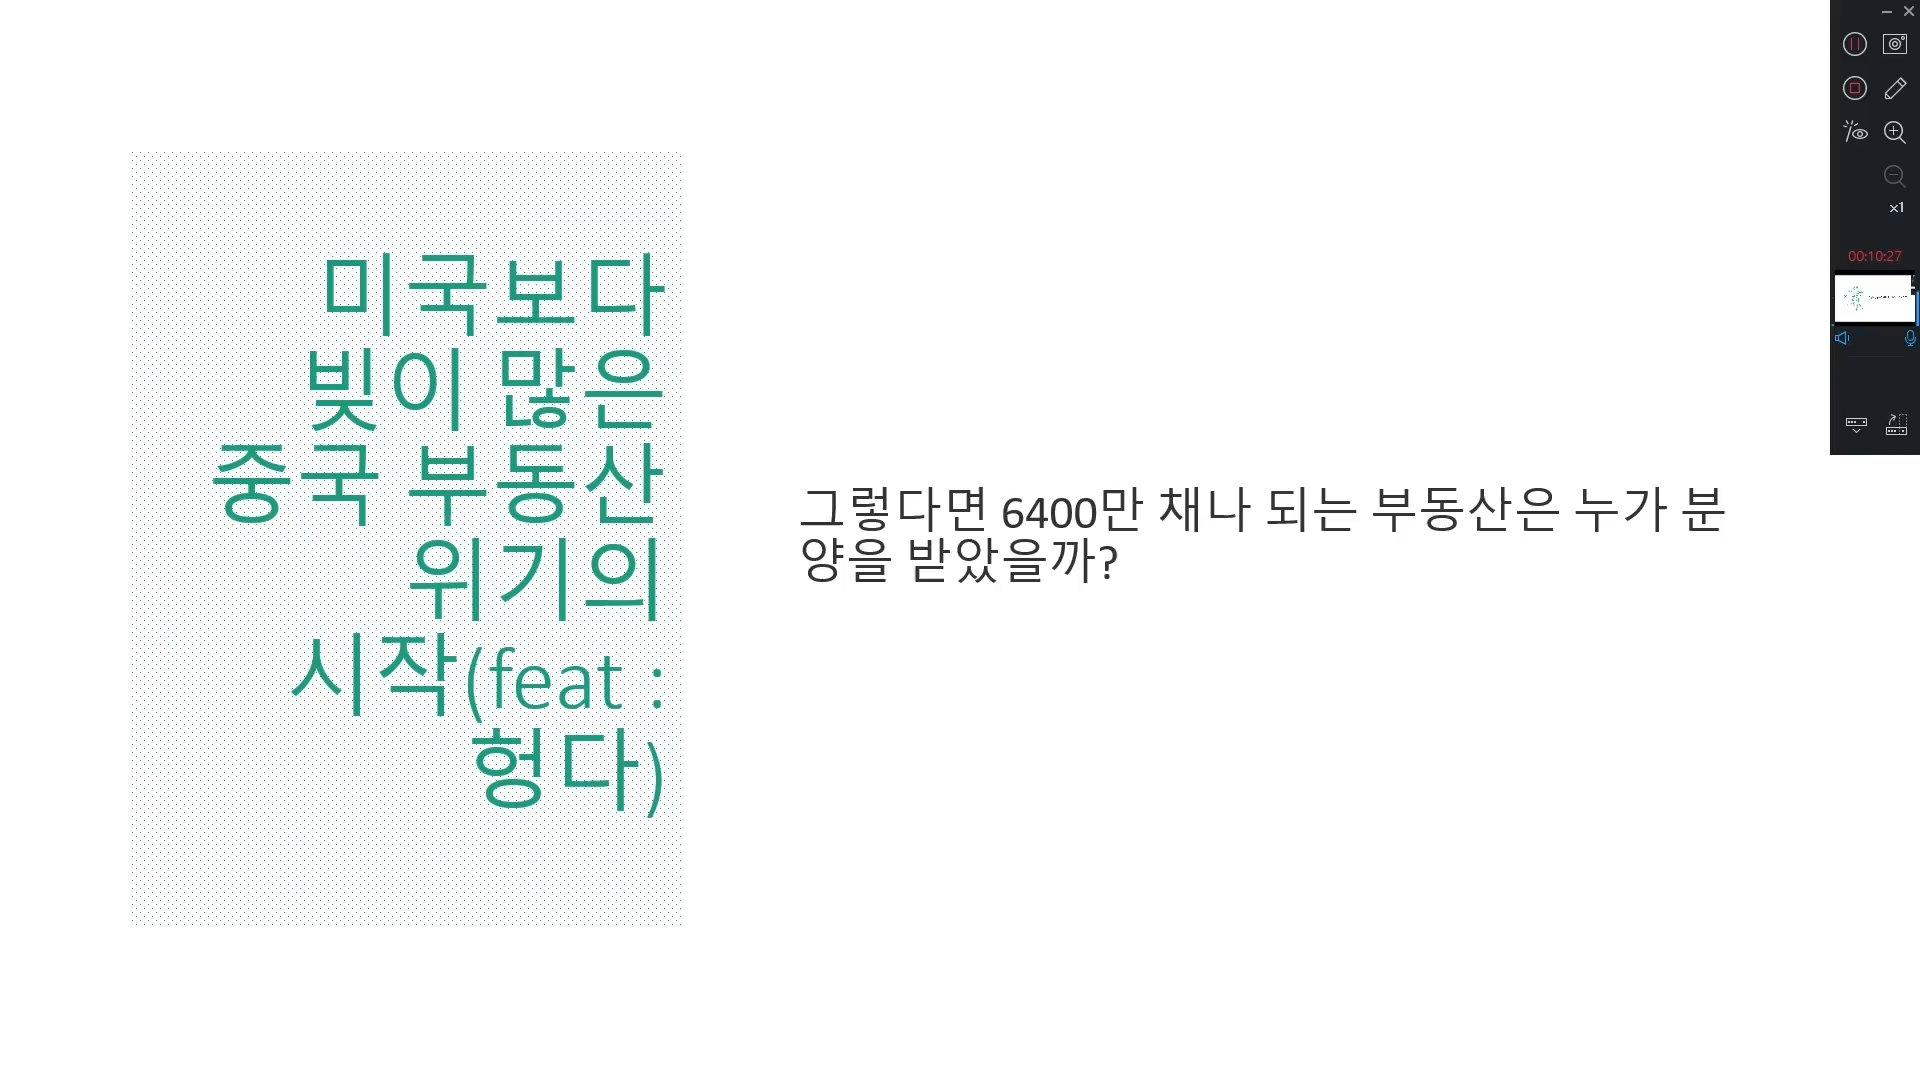 미국보다
빚이 많은
중국 부동산
위기의
시작(feat :
헝다)
그렇다면 6400만 채나 되는 부동산은 누가 분
양을 받았을까?
x1
00:10:27